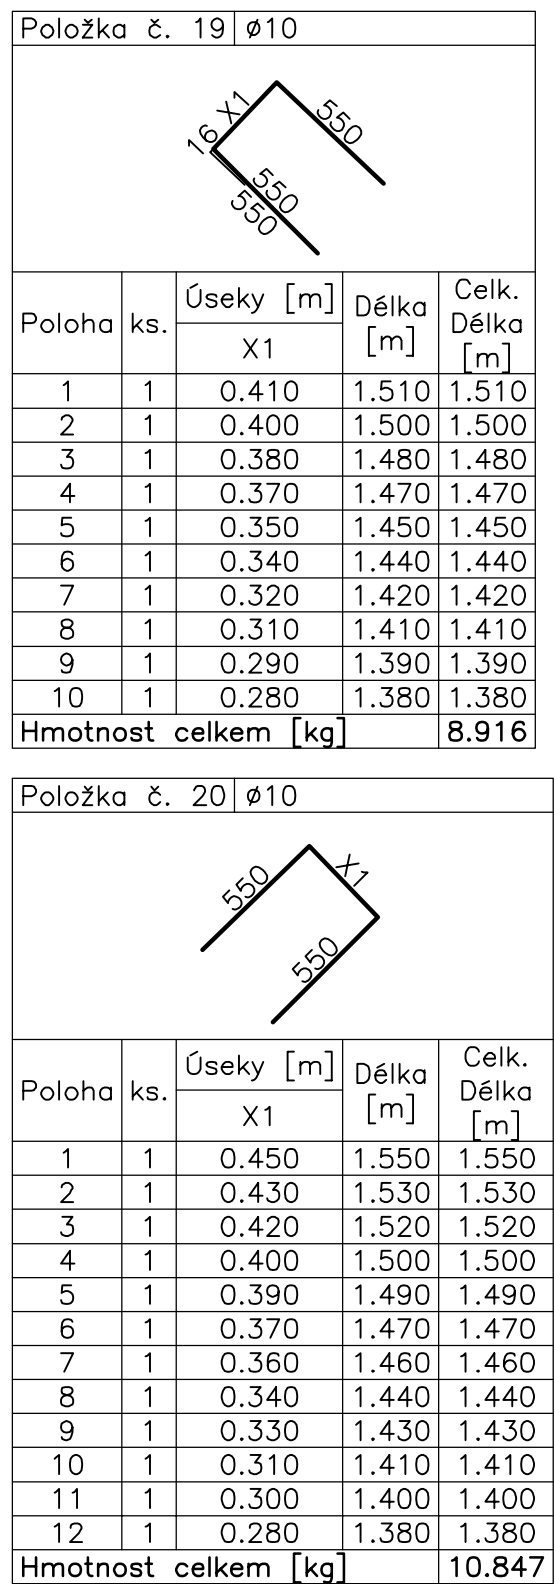 Položka č. 19 ø10
16 X1 550
550
550
Poloha ks. Úseky [m] Délka [m] Celk. Délka [m]
X1
1 1 0.410 1.510 1.510
2 1 0.400 1.500 1.500
3 1 0.380 1.480 1.480
4 1 0.370 1.470 1.470
5 1 0.350 1.450 1.450
6 1 0.340 1.440 1.440
7 1 0.320 1.420 1.420
8 1 0.310 1.410 1.410
9 1 0.290 1.390 1.390
10 1 0.280 1.380 1.380
Hmotnost celkem [kg] 8.916
Položka č. 20 ø10
550 X1
550
Poloha ks. Úseky [m] Délka [m] Celk. Délka [m]
X1
1 1 0.450 1.550 1.550
2 1 0.430 1.530 1.530
3 1 0.420 1.520 1.520
4 1 0.400 1.500 1.500
5 1 0.390 1.490 1.490
6 1 0.370 1.470 1.470
7 1 0.360 1.460 1.460
8 1 0.340 1.440 1.440
9 1 0.330 1.430 1.430
10 1 0.310 1.410 1.410
11 1 0.300 1.400 1.400
12 1 0.280 1.380 1.380
Hmotnost celkem [kg] 10.847